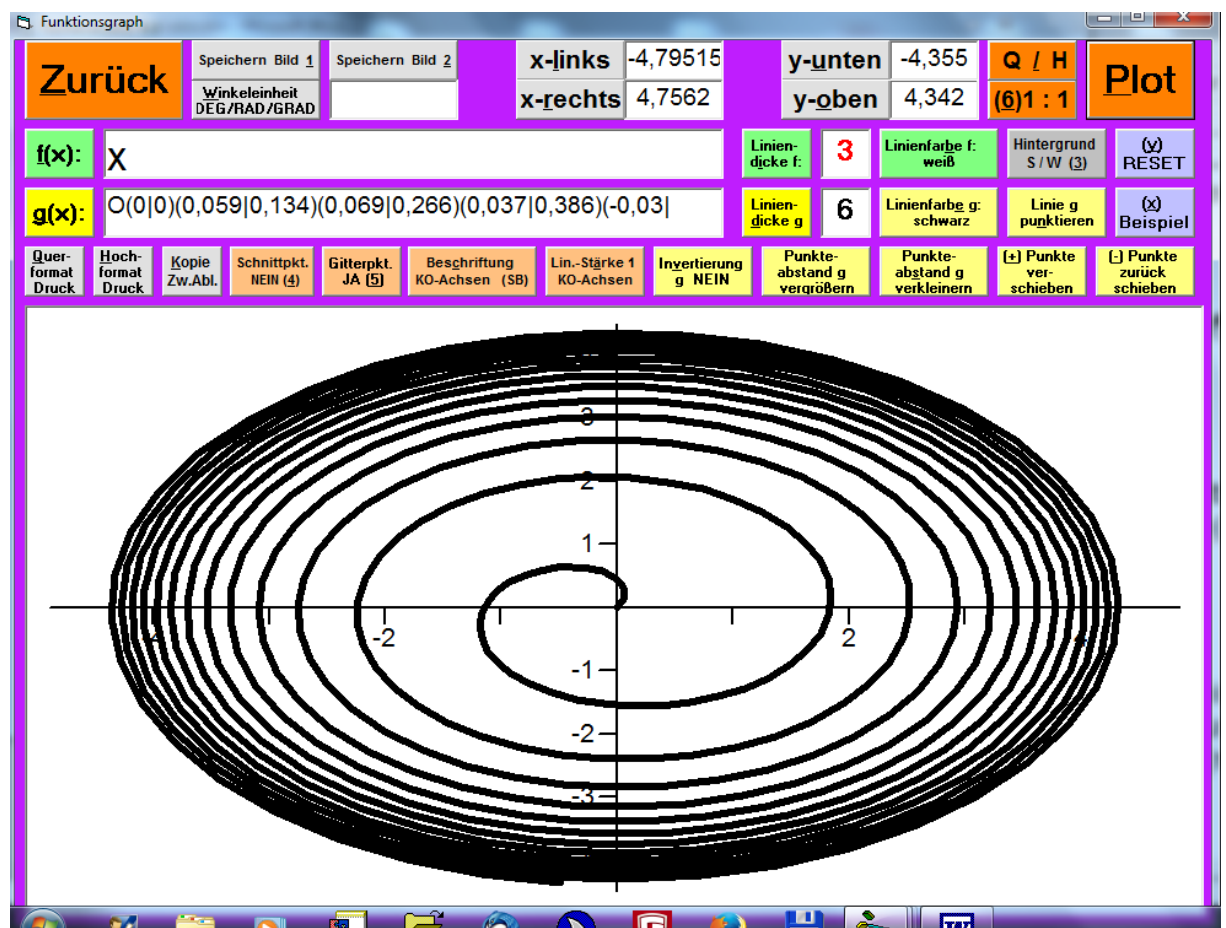 Funktionsgraph
Zurück
Speichern Bild 1
Speichern Bild 2
Winkeleinheit
DEG/RAD/GRAD
x-links
-4,79515
x-rechts
4,7562
y-unten
-4,355
y-oben
4,342
Q / H
(6)1 : 1
Plot
f(x):
X
Linien-
dicke f:
3
Linienfarbe f:
weiß
Hintergrund
S / W (3)
(v)
RESET
g(x):
O(0|0)(0,059|0,134)(0,069|0,266)(0,037|0,386)(-0,03|
Linien-
dicke g
6
Linienfarbe g:
schwarz
Linie g
punktieren
(x)
Beispiel
Quer-
format
Druck
Hoch-
format
Druck
Kopie
Zw.Abl.
Schnittpkt.
NEIN (4)
Gitterpkt.
JA (5)
Beschriftung
KO-Achsen (SB)
Lin.-Stärke 1
KO-Achsen
Invertierung
g NEIN
Punkte-
abstand g
vergrößern
Punkte-
abstand g
verkleinern
(+) Punkte
ver-
schieben
(-) Punkte
zurück
schieben
3
2
1
-2
2
4
-1
-2
-3